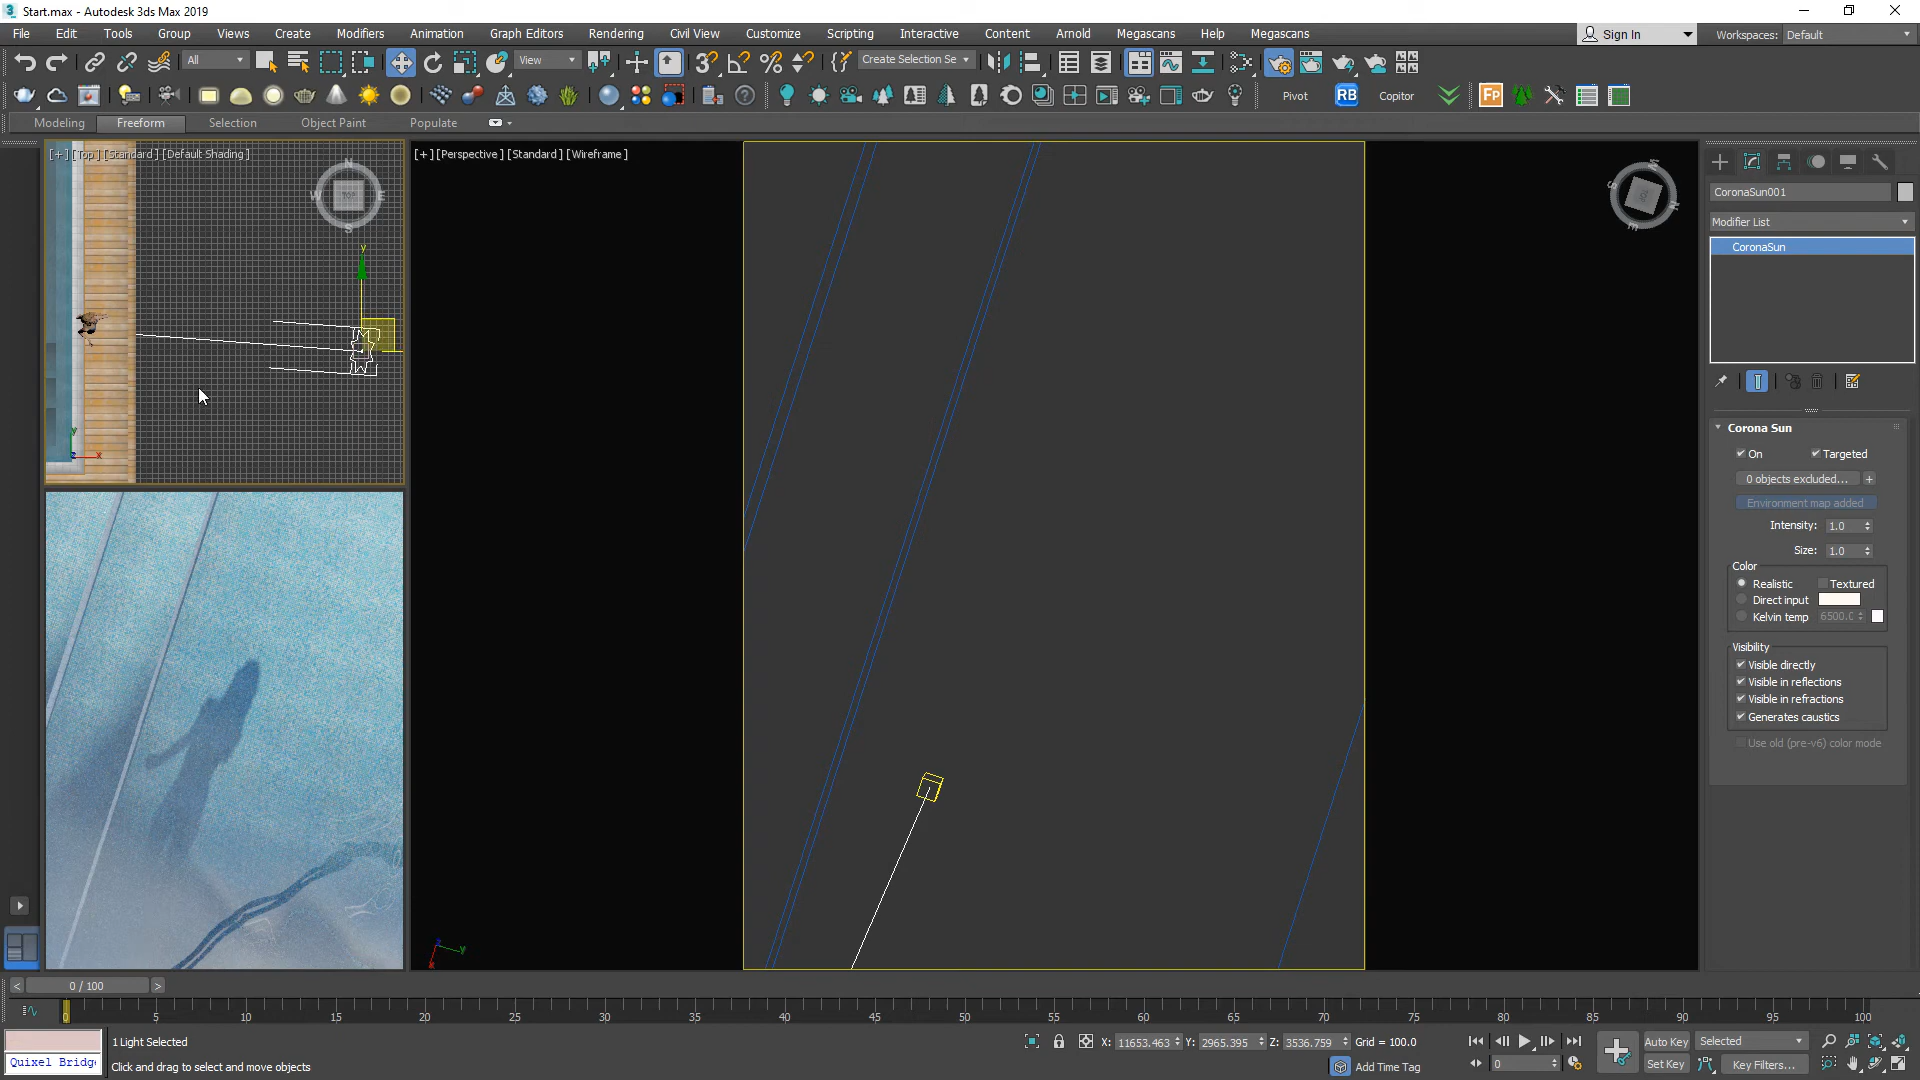 Start.max - Autodesk 3ds Max 2019
File Edit Tools Group Views Create Modifiers Animation Graph Editors Rendering Civil View Customize Scripting Interactive Content Arnold Megascans Help Megascans
Sign In Workspaces: Default
All View Create Selection Se
Pivot RB Copitor Fp
Modeling Freeform Selection Object Paint Populate
[+] [Top] [Standard] [Default Shading]
[+] [Perspective] [Standard] [Wireframe]
CoronaSun001
Modifier List
CoronaSun
Corona Sun
On Targeted
0 objects excluded... +
Environment map added
Intensity: 1.0
Size: 1.0
Color
Realistic Textured
Direct input
Kelvin temp 6500.0
Visibility
Visible directly
Visible in reflections
Visible in refractions
Generates caustics
Use old (pre-v6) color mode
< 0 / 100 >
0 5 10 15 20 25 30 35 40 45 50 55 60 65 70 75 80 85 90 95 100
1 Light Selected
X: 11653.463 Y: 2965.395 Z: 3536.759 Grid = 100.0
Auto Key Selected
Quixel Bridg
Click and drag to select and move objects
Add Time Tag
0
Set Key Key Filters...